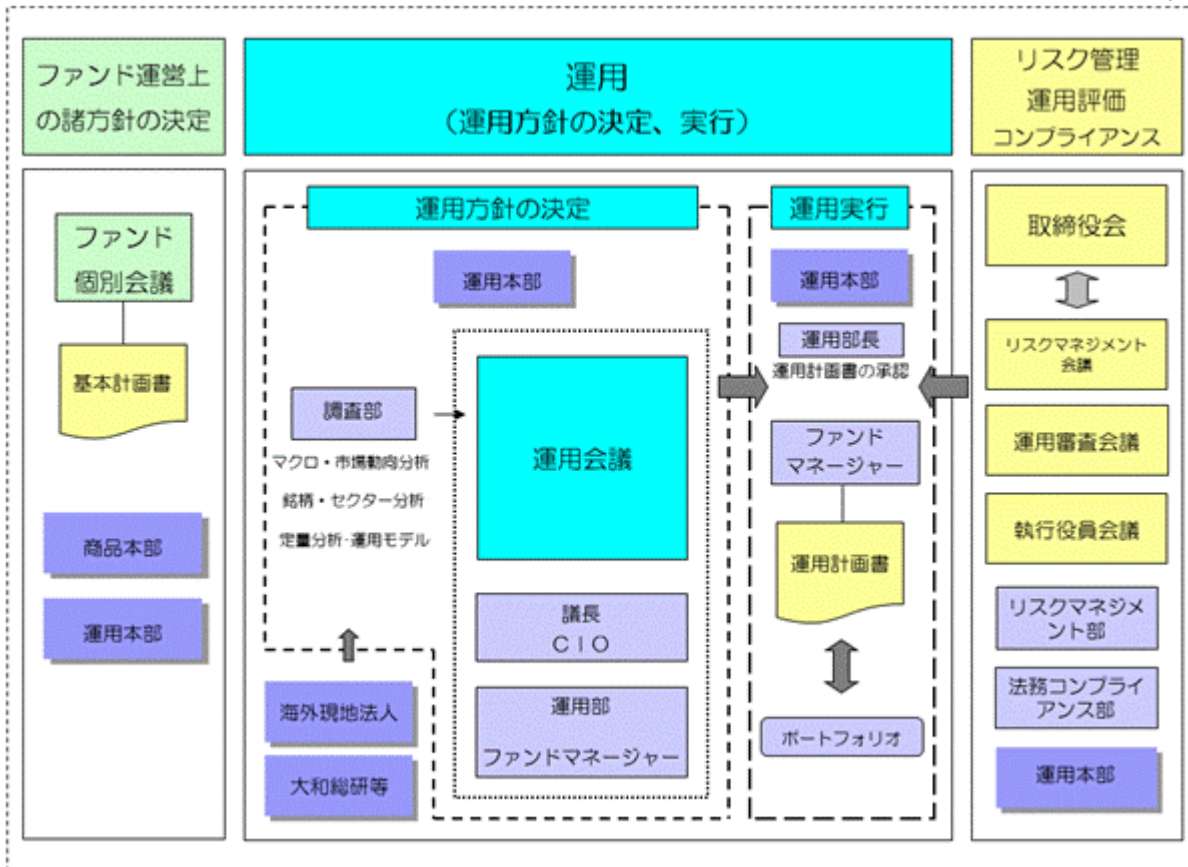 ファンド運営上
の諸方針の決定
運用
（運用方針の決定、実行）
リスク管理
運用評価
コンプライアンス
ファンド
個別会議
基本計画書
商品本部
運用本部
運用方針の決定
運用本部
調査部
マクロ・市場動向分析
銘柄・セクター分析
定量分析・運用モデル
運用会議
議長
ＣＩＯ
運用部
ファンドマネージャー
海外現地法人
大和総研等
運用実行
運用本部
運用部長
運用計画書の承認
ファンド
マネージャー
運用計画書
ポートフォリオ
取締役会
リスクマネジメント
会議
運用審査会議
執行役員会議
リスクマネジメ
ント部
法務コンプライ
アンス部
運用本部